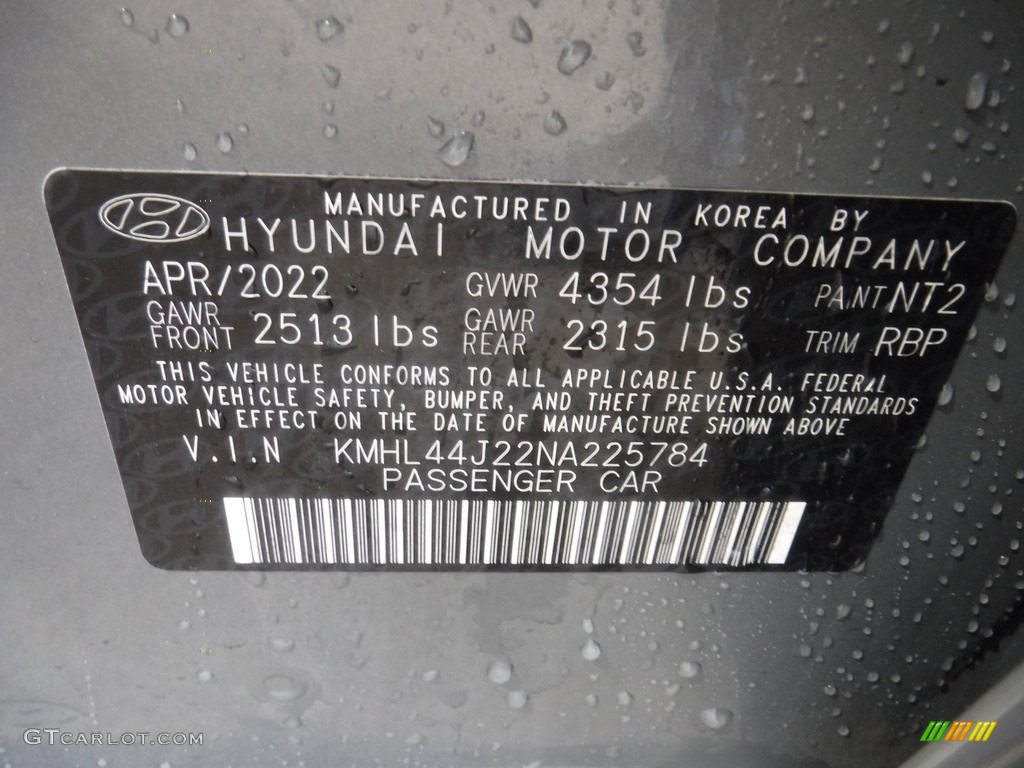 MANUFACTURED IN KOREA BY
HYUNDAI MOTOR COMPANY
APR/2022 GVWR 4354 lbs PAINT NT2
GAWR FRONT 2513 lbs GAWR REAR 2315 lbs TRIM RBP
THIS VEHICLE CONFORMS TO ALL APPLICABLE U.S.A. FEDERAL
MOTOR VEHICLE SAFETY, BUMPER, AND THEFT PREVENTION STANDARDS
IN EFFECT ON THE DATE OF MANUFACTURE SHOWN ABOVE
V.I.N KMHL44J22NA225784
PASSENGER CAR
GTCARLOT.COM